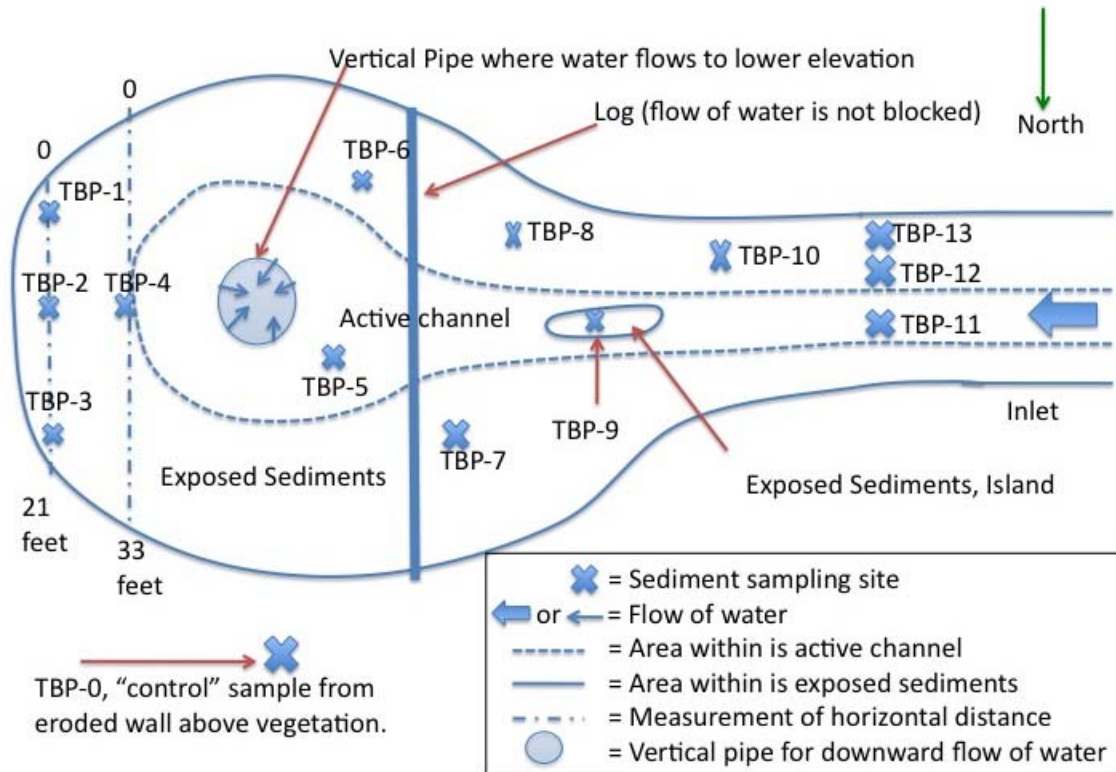 Vertical Pipe where water flows to lower elevation
0
Log (flow of water is not blocked)
North
0
TBP-6
TBP-1
TBP-8
TBP-13
TBP-10
TBP-12
TBP-2
TBP-4
Active channel
TBP-11
TBP-5
TBP-3
TBP-9
Inlet
TBP-7
Exposed Sediments
Exposed Sediments, Island
21
feet
33
feet
= Sediment sampling site
or = Flow of water
= Area within is active channel
= Area within is exposed sediments
= Measurement of horizontal distance
= Vertical pipe for downward flow of water
TBP-0, “control” sample from
eroded wall above vegetation.